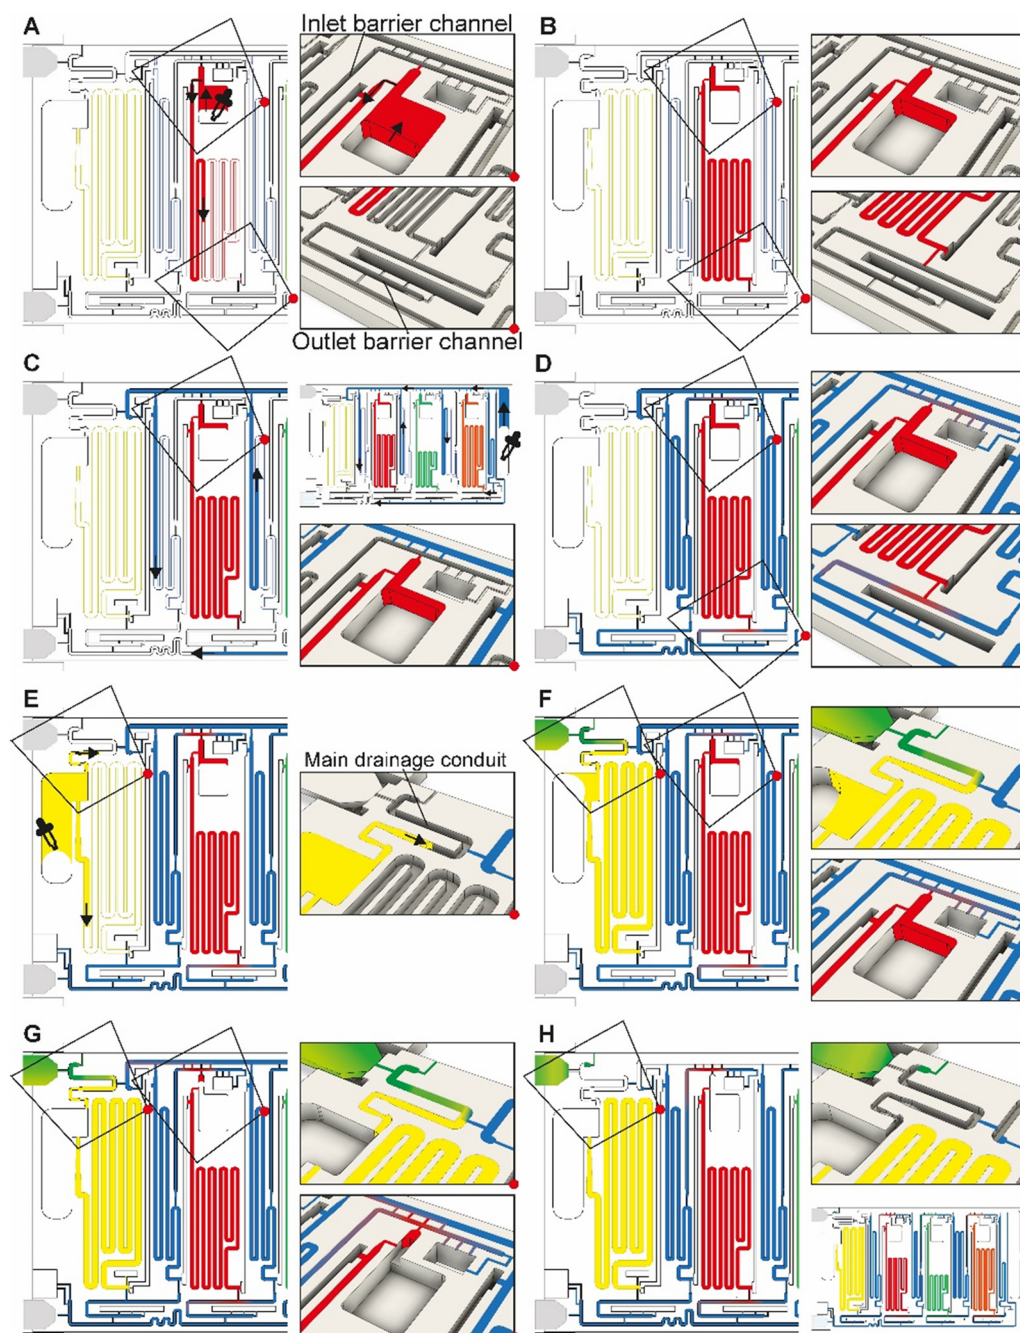 A
Inlet barrier channel
B
Outlet barrier channel
C
D
E
Main drainage conduit
F
G
H